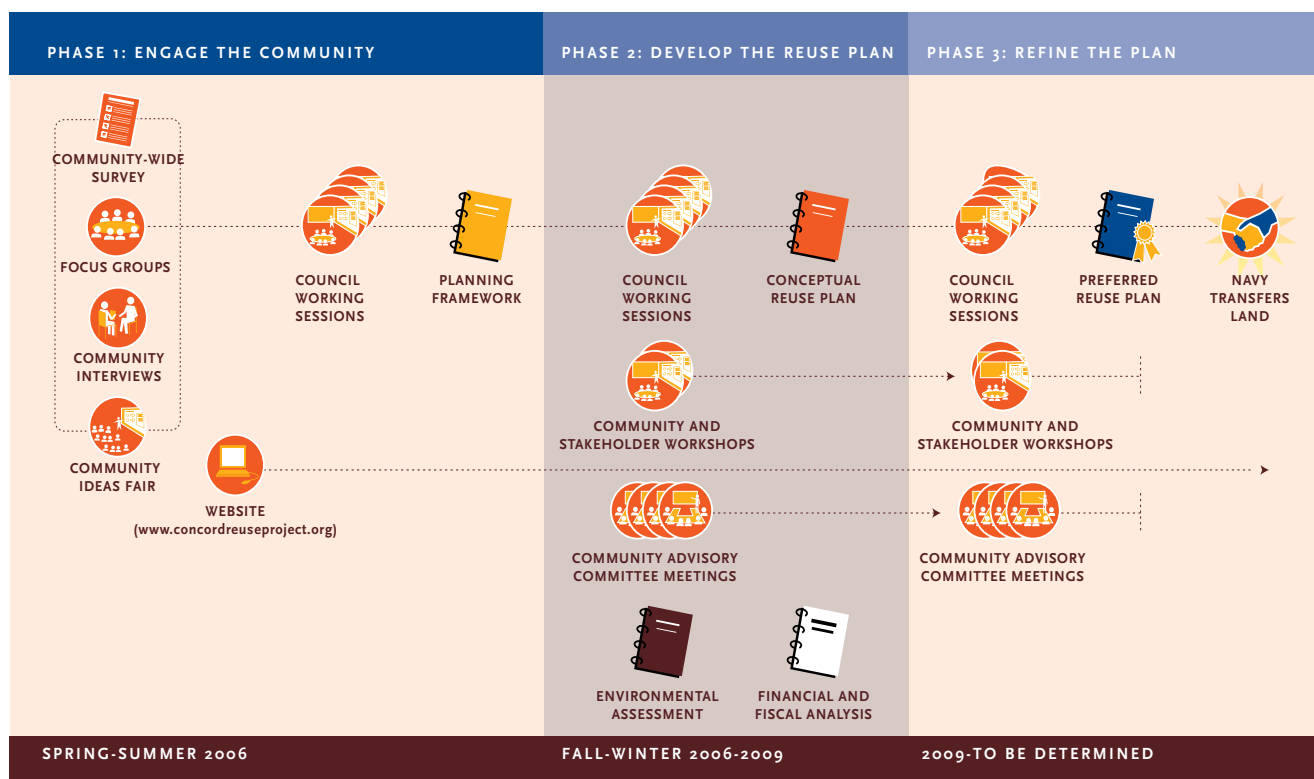 PHASE 1: ENGAGE THE COMMUNITY
PHASE 2: DEVELOP THE REUSE PLAN
PHASE 3: REFINE THE PLAN
COMMUNITY-WIDE
SURVEY
FOCUS GROUPS
COMMUNITY
INTERVIEWS
COMMUNITY
IDEAS FAIR
COUNCIL
WORKING
SESSIONS
PLANNING
FRAMEWORK
WEBSITE
(www.concordreuseproject.org)
COUNCIL
WORKING
SESSIONS
CONCEPTUAL
REUSE PLAN
COMMUNITY AND
STAKEHOLDER WORKSHOPS
COMMUNITY ADVISORY
COMMITTEE MEETINGS
ENVIRONMENTAL
ASSESSMENT
FINANCIAL AND
FISCAL ANALYSIS
COUNCIL
WORKING
SESSIONS
PREFERRED
REUSE PLAN
NAVY
TRANSFERS
LAND
COMMUNITY AND
STAKEHOLDER WORKSHOPS
COMMUNITY ADVISORY
COMMITTEE MEETINGS
SPRING-SUMMER 2006
FALL-WINTER 2006-2009
2009-TO BE DETERMINED